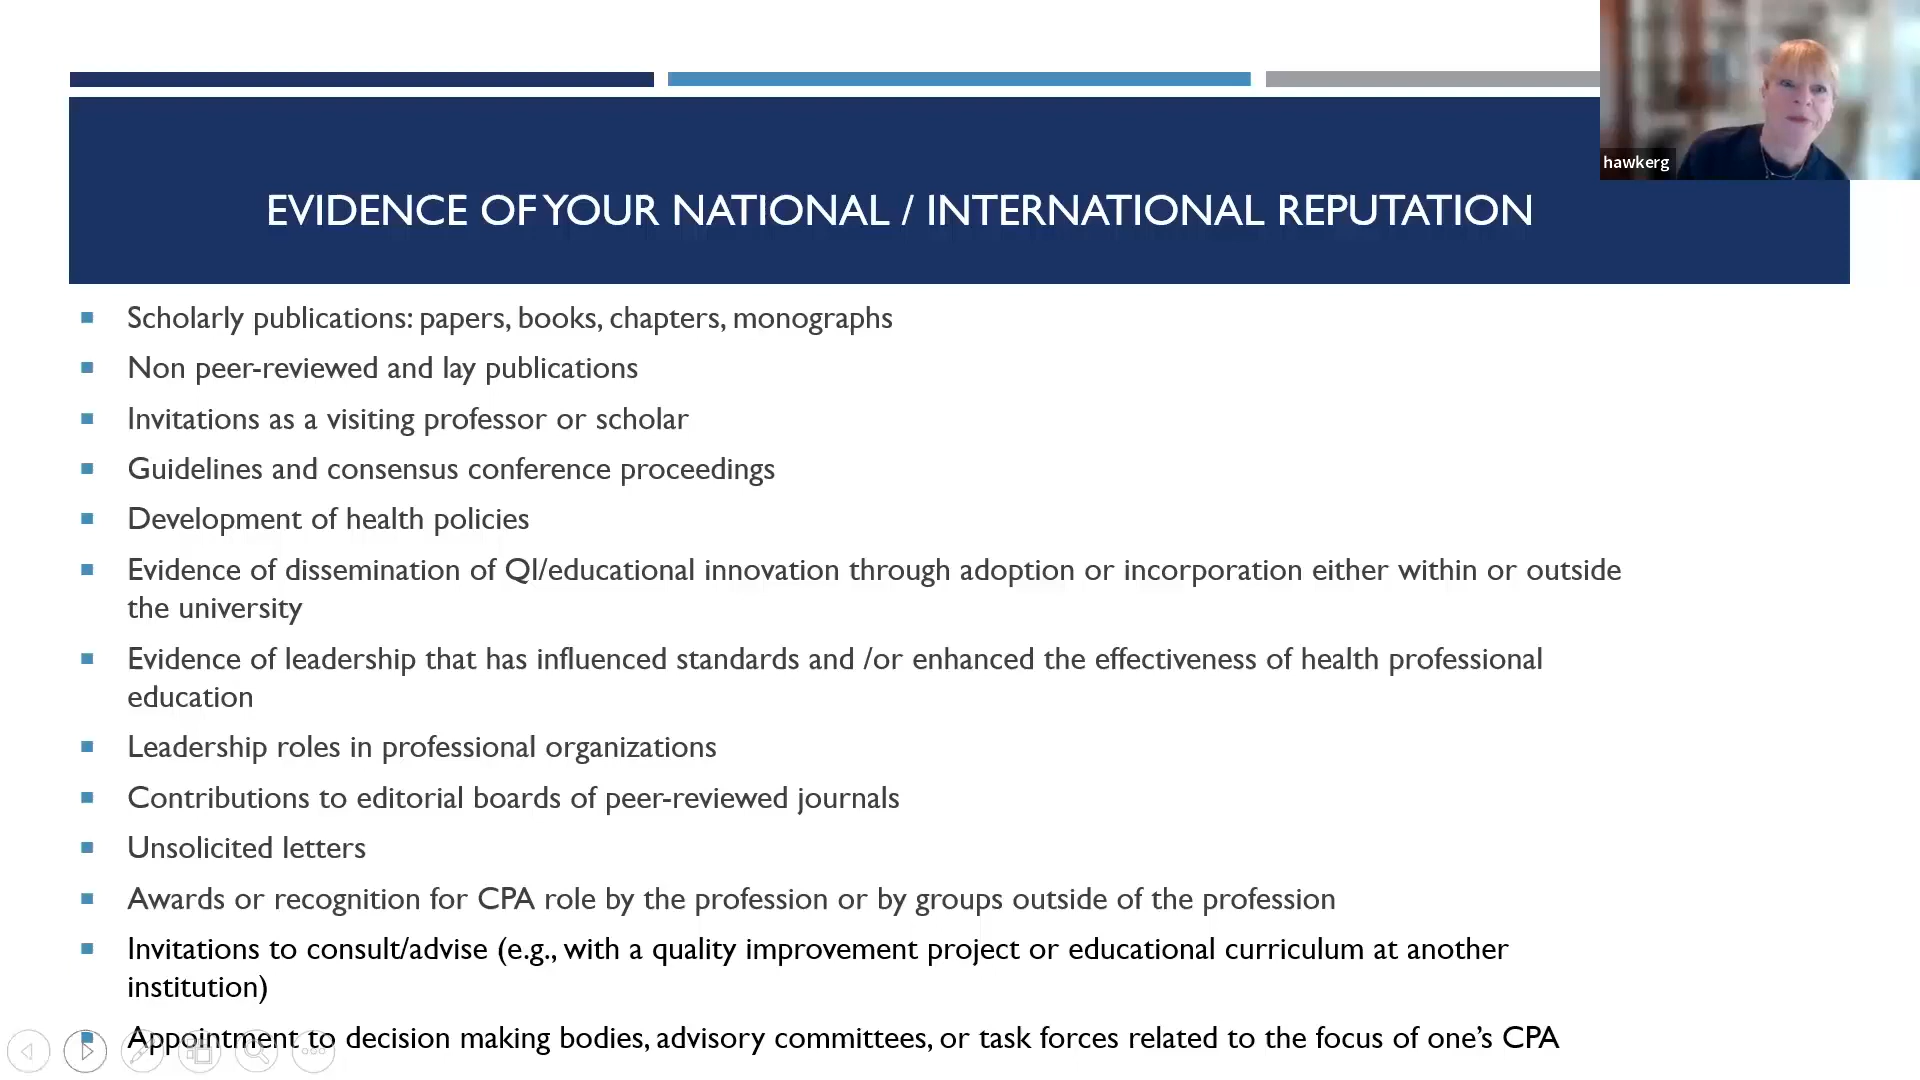 hawkerg
EVIDENCE OF YOUR NATIONAL / INTERNATIONAL REPUTATION
Scholarly publications: papers, books, chapters, monographs
Non peer-reviewed and lay publications
Invitations as a visiting professor or scholar
Guidelines and consensus conference proceedings
Development of health policies
Evidence of dissemination of QI/educational innovation through adoption or incorporation either within or outside
the university
Evidence of leadership that has influenced standards and /or enhanced the effectiveness of health professional
education
Leadership roles in professional organizations
Contributions to editorial boards of peer-reviewed journals
Unsolicited letters
Awards or recognition for CPA role by the profession or by groups outside of the profession
Invitations to consult/advise (e.g., with a quality improvement project or educational curriculum at another
institution)
Appointment to decision making bodies, advisory committees, or task forces related to the focus of one's CPA